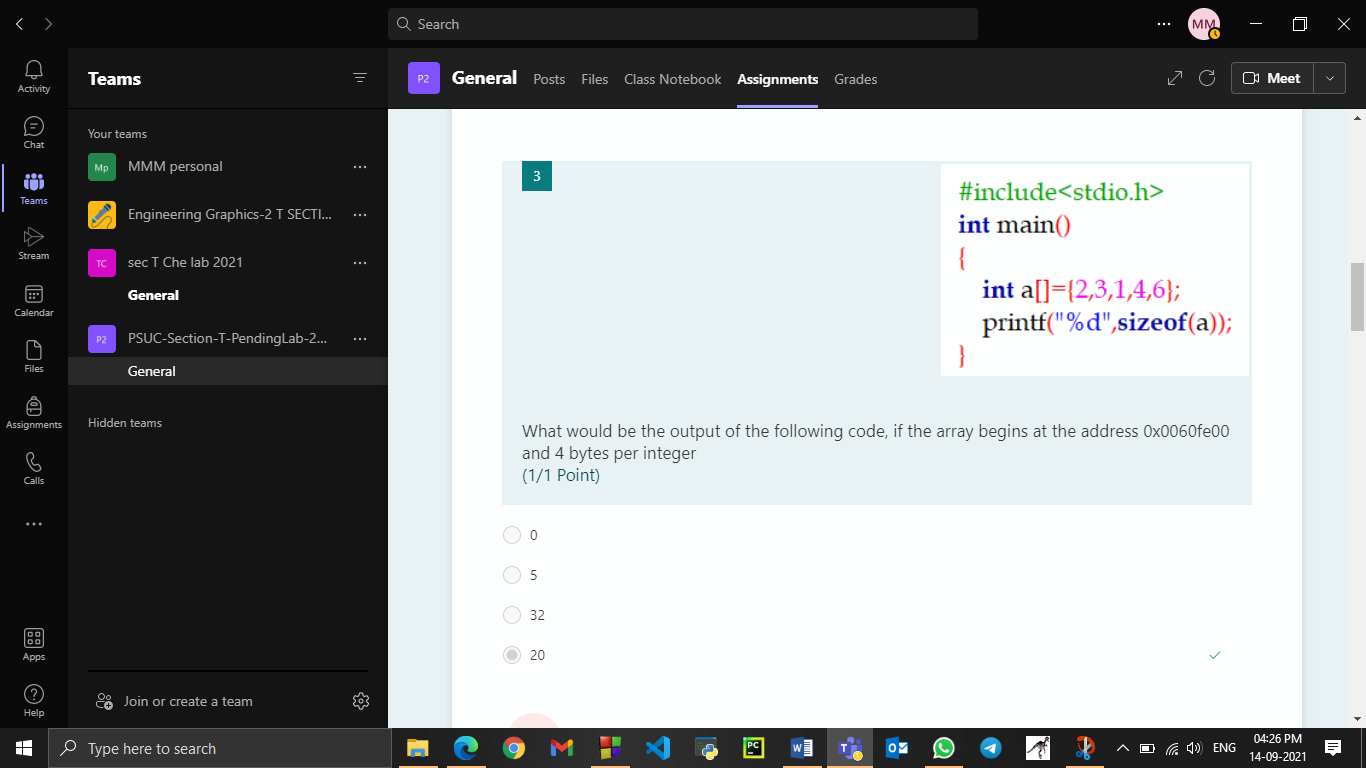 Search
MM
Activity
Chat
Teams
Stream
Calendar
Files
Assignments
Calls
Apps
Help
Teams
Your teams
Mp MMM personal
Engineering Graphics-2 T SECTI...
TC sec T Che lab 2021
General
P2 PSUC-Section-T-PendingLab-2...
General
Hidden teams
Join or create a team
P2 General Posts Files Class Notebook Assignments Grades
Meet
3
#include<stdio.h>
int main()
{
int a[]={2,3,1,4,6};
printf("%d",sizeof(a));
}
What would be the output of the following code, if the array begins at the address 0x0060fe00
and 4 bytes per integer
(1/1 Point)
0
5
32
20
Type here to search
PC
ENG
04:26 PM
14-09-2021